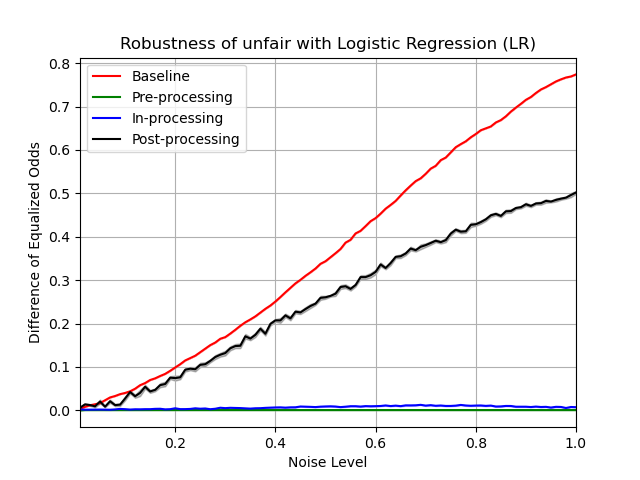 Robustness of unfair with Logistic Regression (LR)
Baseline
Pre-processing
In-processing
Post-processing
Difference of Equalized Odds
0.8
0.7
0.6
0.5
0.4
0.3
0.2
0.1
0.0
0.2 0.4 0.6 0.8 1.0
Noise Level